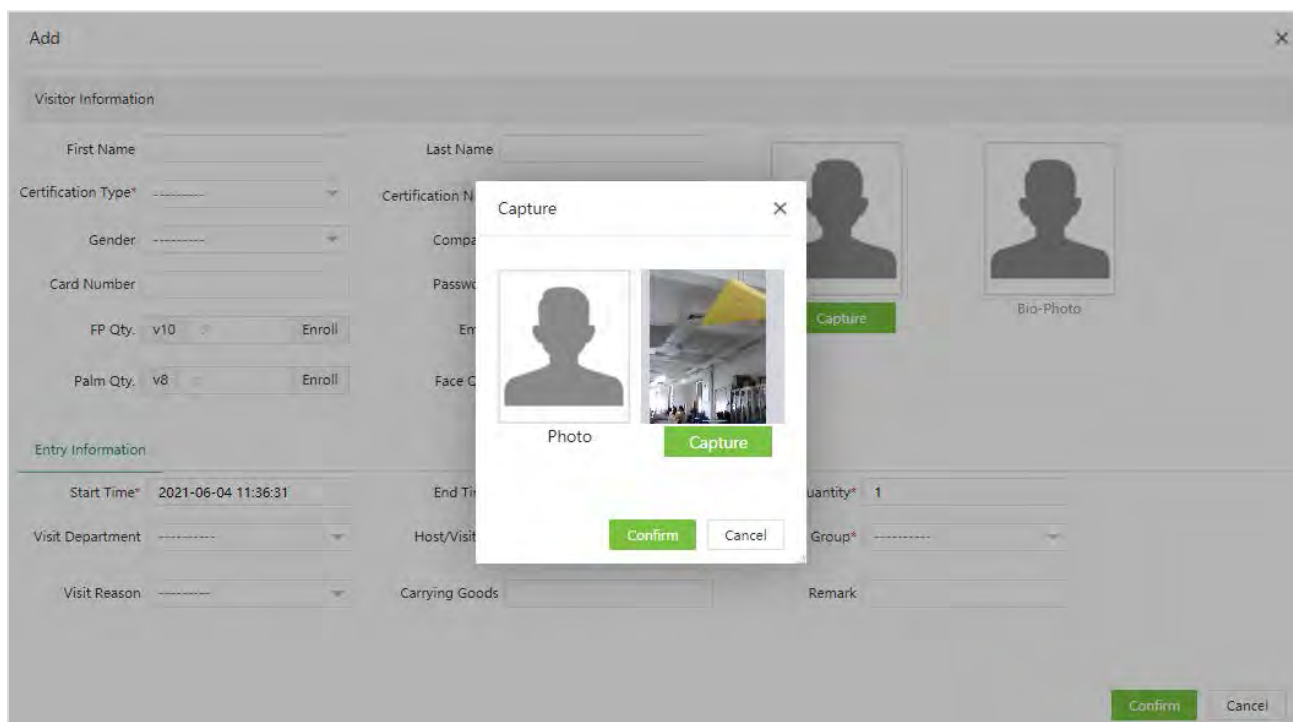 Add
Visitor Information
First Name
Last Name
Certification Type* ---------
Certification N
Gender ---------
Compa
Card Number
Passwo
FP Qty. v10 Enroll
Em
Palm Qty. v8 Enroll
Face Q
Capture
Bio-Photo
Capture
Photo
Capture
Confirm
Cancel
Entry Information
Start Time* 2021-06-04 11:36:31
End Ti
uantity* 1
Visit Department ----------
Host/Visit
Group* ----------
Visit Reason ---------
Carrying Goods
Remark
Confirm
Cancel